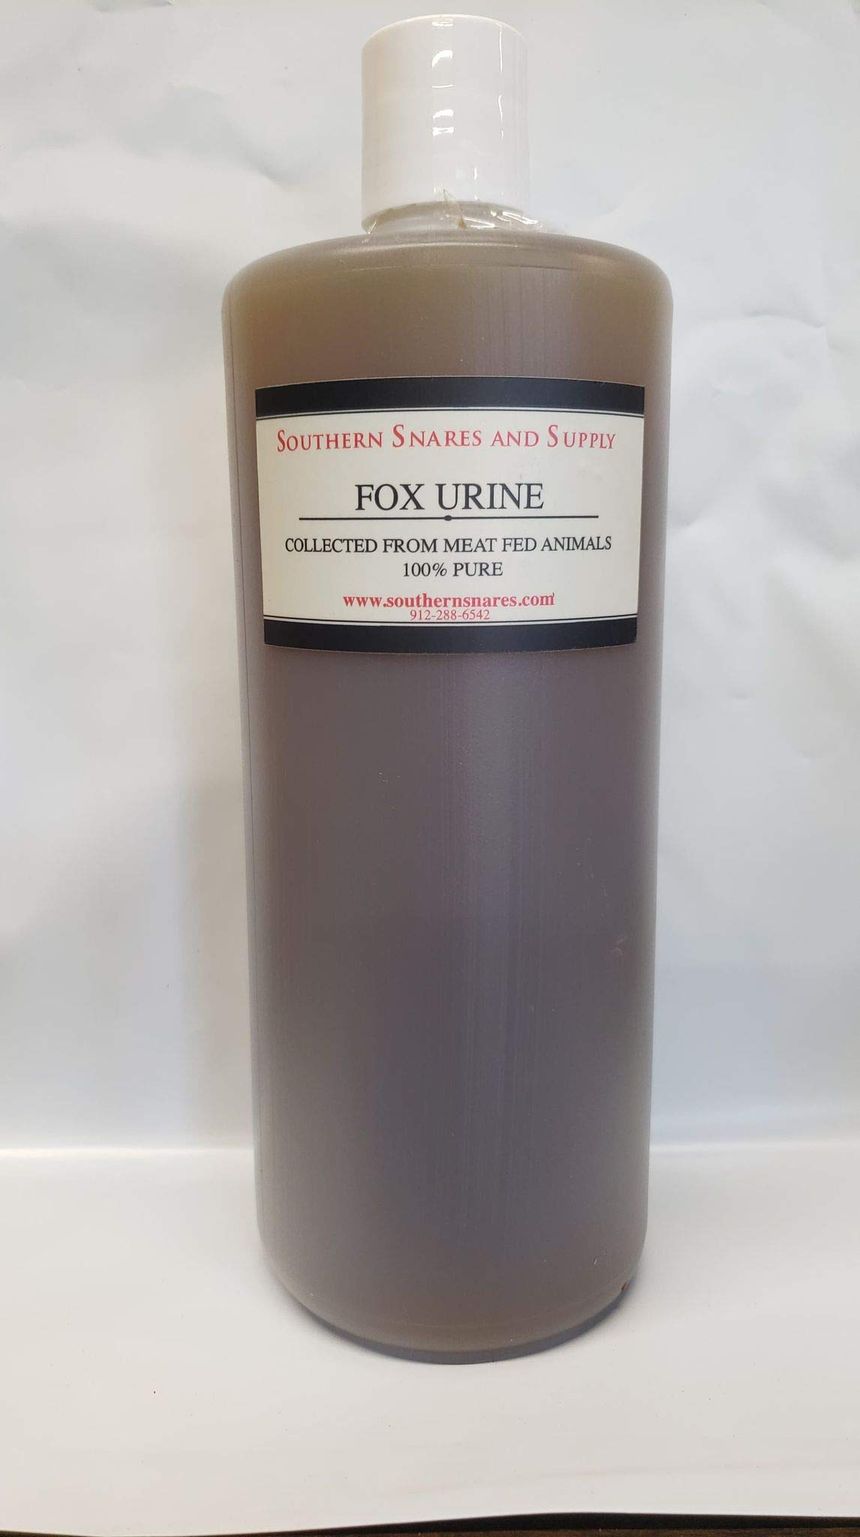 SOUTHERN SNARES AND SUPPLY
FOX URINE
COLLECTED FROM MEAT FED ANIMALS
100% PURE
www.southernsnares.com
912-288-6542